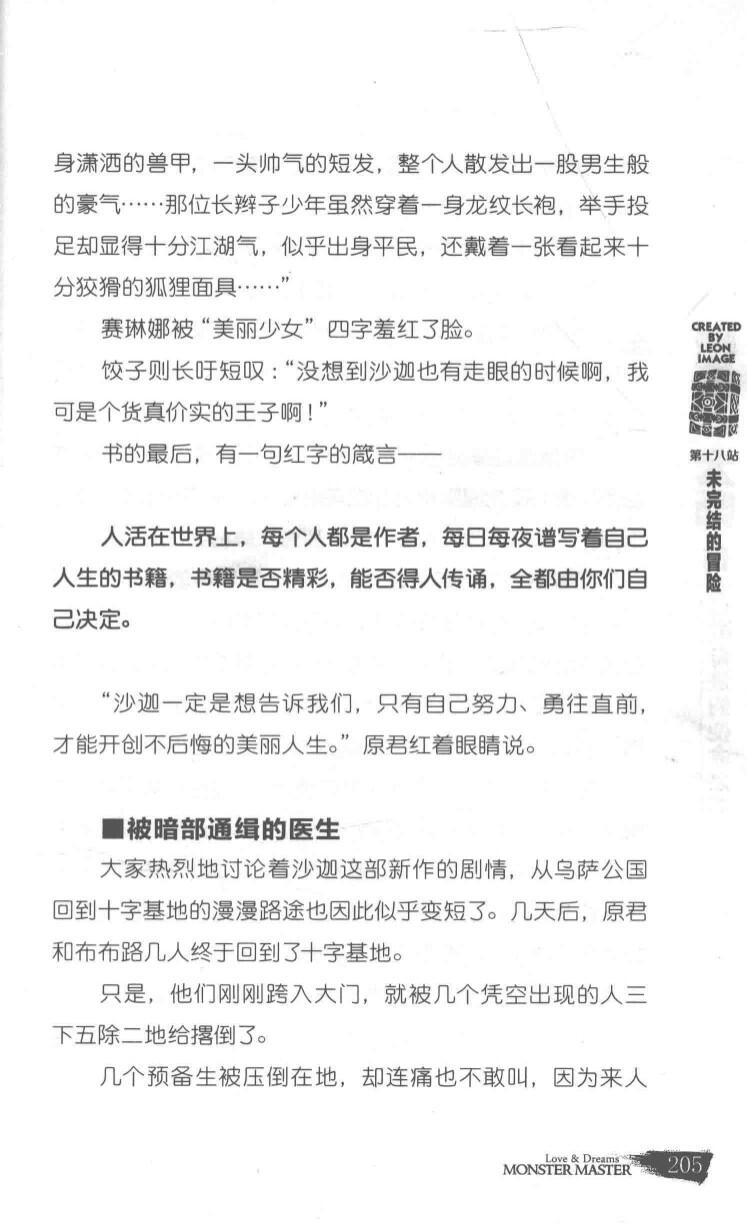 身潇洒的兽甲，一头帅气的短发，整个人散发出一股男生般
的豪气……那位长辫子少年虽然穿着一身龙纹长袍，举手投
足却显得十分江湖气，似乎出身平民，还戴着一张看起来十
分狡猾的狐狸面具……”
赛琳娜被“美丽少女”四字羞红了脸。
饺子则长吁短叹：“没想到沙迦也有走眼的时候啊，我
可是个货真价实的王子啊！”
书的最后，有一句红字的箴言——
人活在世界上，每个人都是作者，每日每夜谱写着自己
人生的书籍，书籍是否精彩，能否得人传诵，全都由你们自
己决定。
“沙迦一定是想告诉我们，只有自己努力、勇往直前，
才能开创不后悔的美丽人生。”原君红着眼睛说。
■被暗部通缉的医生
大家热烈地讨论着沙迦这部新作的剧情，从乌萨公国
回到十字基地的漫漫路途也因此似乎变短了。几天后，原君
和布布路几人终于回到了十字基地。
只是，他们刚刚跨入大门，就被几个凭空出现的人三
下五除二地给撂倒了。
几个预备生被压倒在地，却连痛也不敢叫，因为来人
CREATED
BY
LEON
IMAGE
第十八站
未完结的冒险
Love & Dreams
MONSTER MASTER
205